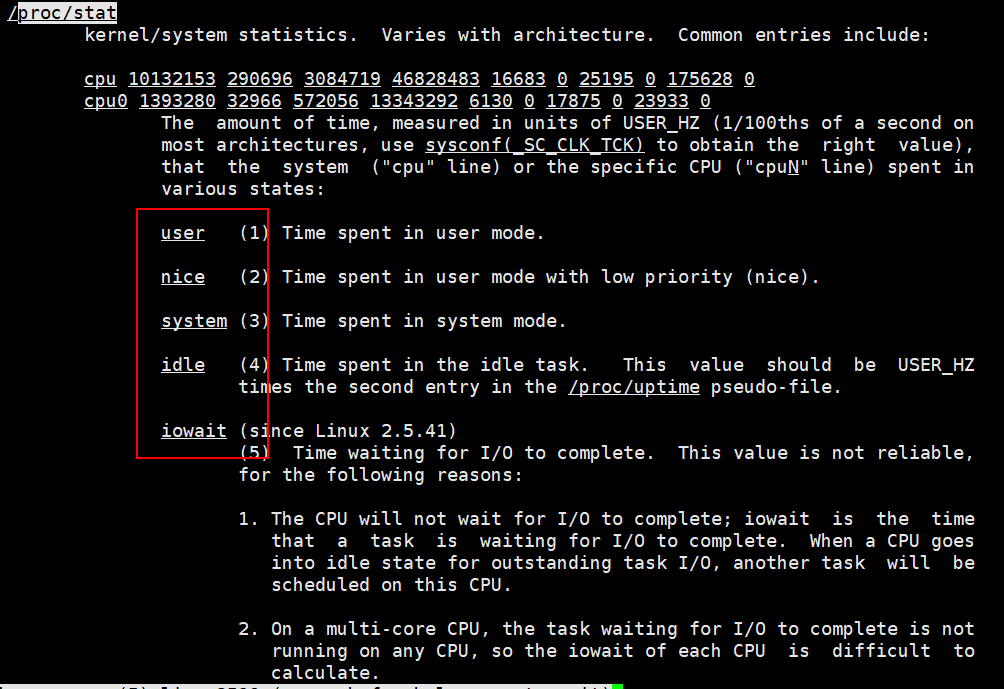 /proc/stat
kernel/system statistics.  Varies with architecture.  Common entries include:
cpu 10132153 290696 3084719 46828483 16683 0 25195 0 175628 0
cpu0 1393280 32966 572056 13343292 6130 0 17875 0 23933 0
The  amount of time, measured in units of USER_HZ (1/100ths of a second on
most architectures, use sysconf(_SC_CLK_TCK) to obtain the  right  value),
that  the  system  ("cpu" line) or the specific CPU ("cpuN" line) spent in
various states:
user   (1) Time spent in user mode.
nice   (2) Time spent in user mode with low priority (nice).
system (3) Time spent in system mode.
idle   (4) Time spent in the idle task.   This  value  should  be  USER_HZ
times the second entry in the /proc/uptime pseudo-file.
iowait (since Linux 2.5.41)
(5)  Time waiting for I/O to complete.  This value is not reliable,
for the following reasons:
1. The CPU will not wait for I/O to complete; iowait  is  the  time
that  a  task  is  waiting for I/O to complete.  When a CPU goes
into idle state for outstanding task I/O, another task  will  be
scheduled on this CPU.
2. On a multi-core CPU, the task waiting for I/O to complete is not
running on any CPU, so the iowait of each CPU  is  difficult  to
calculate.